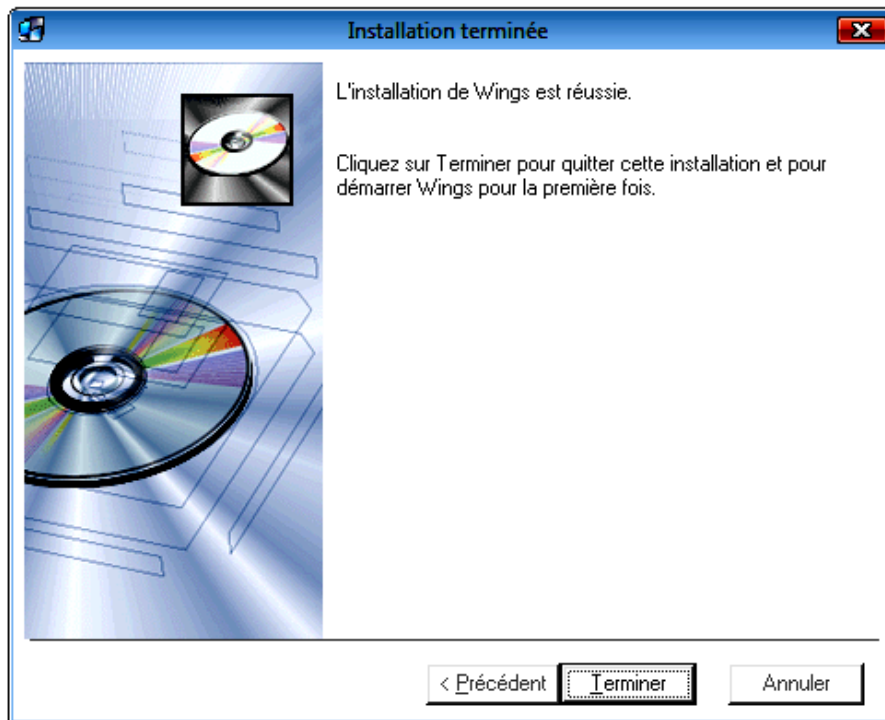 Installation terminée
L'installation de Wings est réussie.
Cliquez sur Terminer pour quitter cette installation et pour
démarrer Wings pour la première fois.
< Précédent
Terminer
Annuler